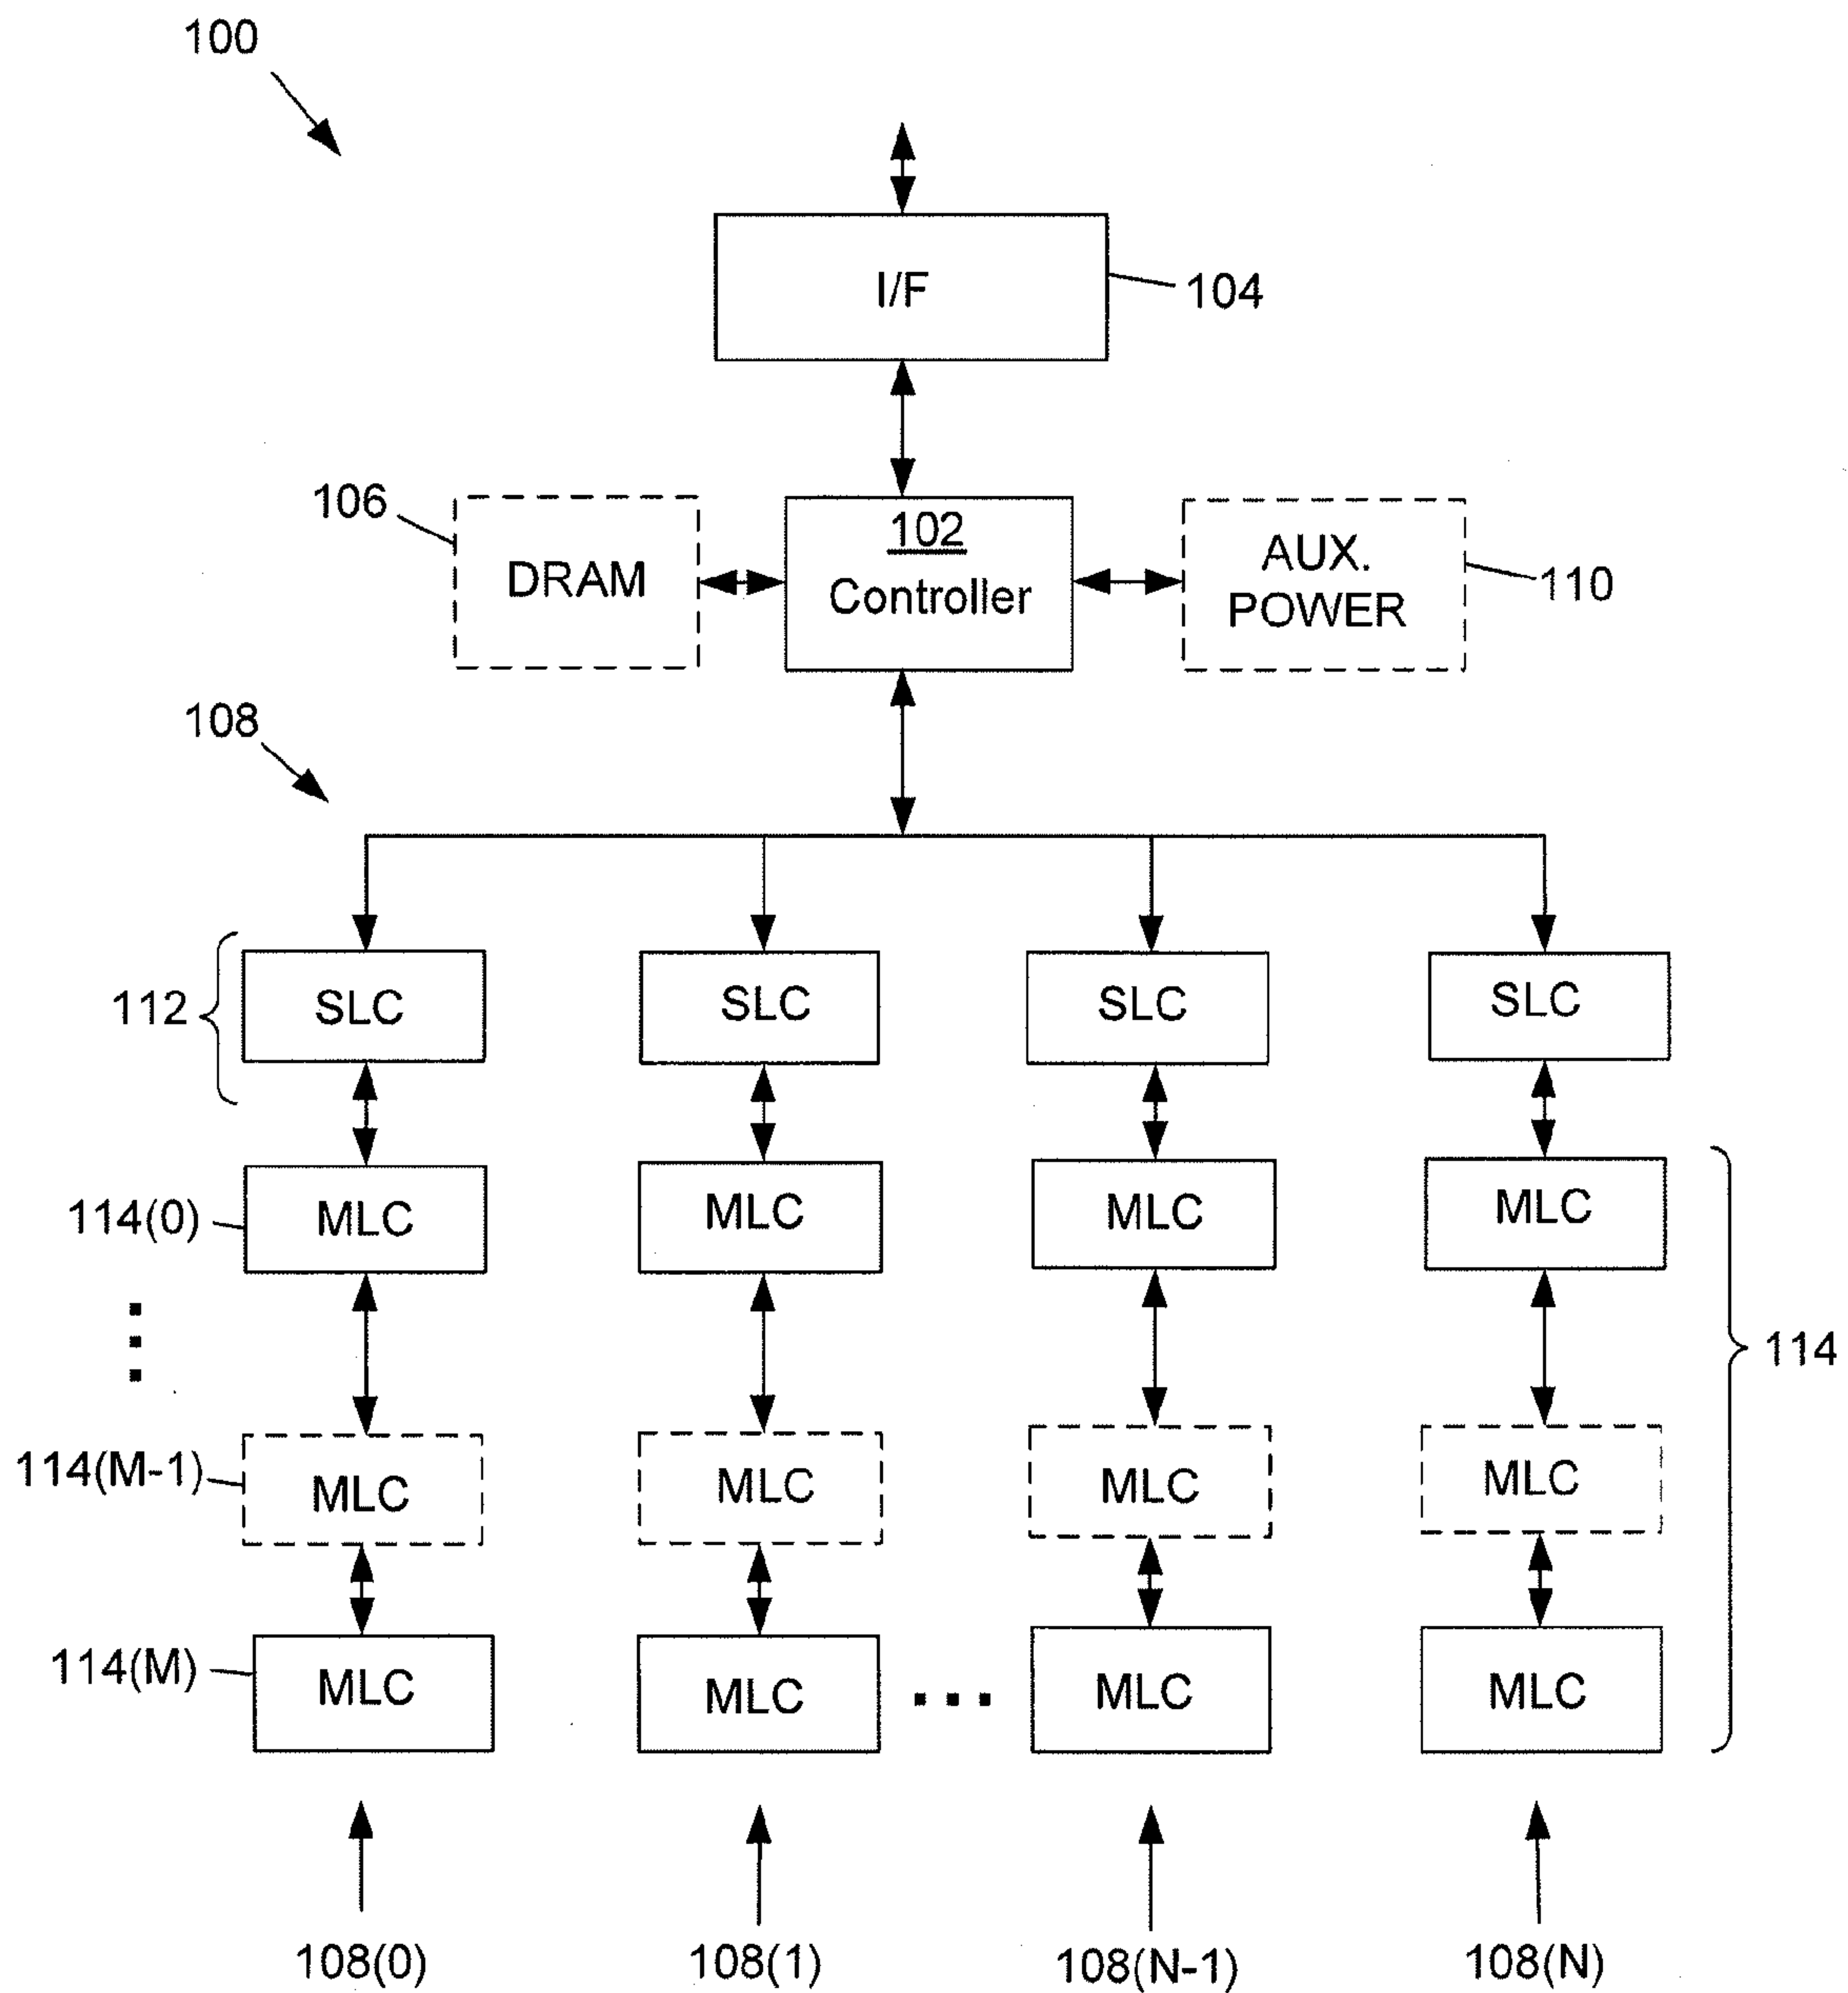 100
I/F
104
106
DRAM
102
Controller
AUX.
POWER
110
108
112
SLC
SLC
SLC
SLC
114(0)
MLC
MLC
MLC
MLC
114
114(M-1)
MLC
MLC
MLC
MLC
114(M)
MLC
MLC
MLC
MLC
108(0)
108(1)
108(N-1)
108(N)